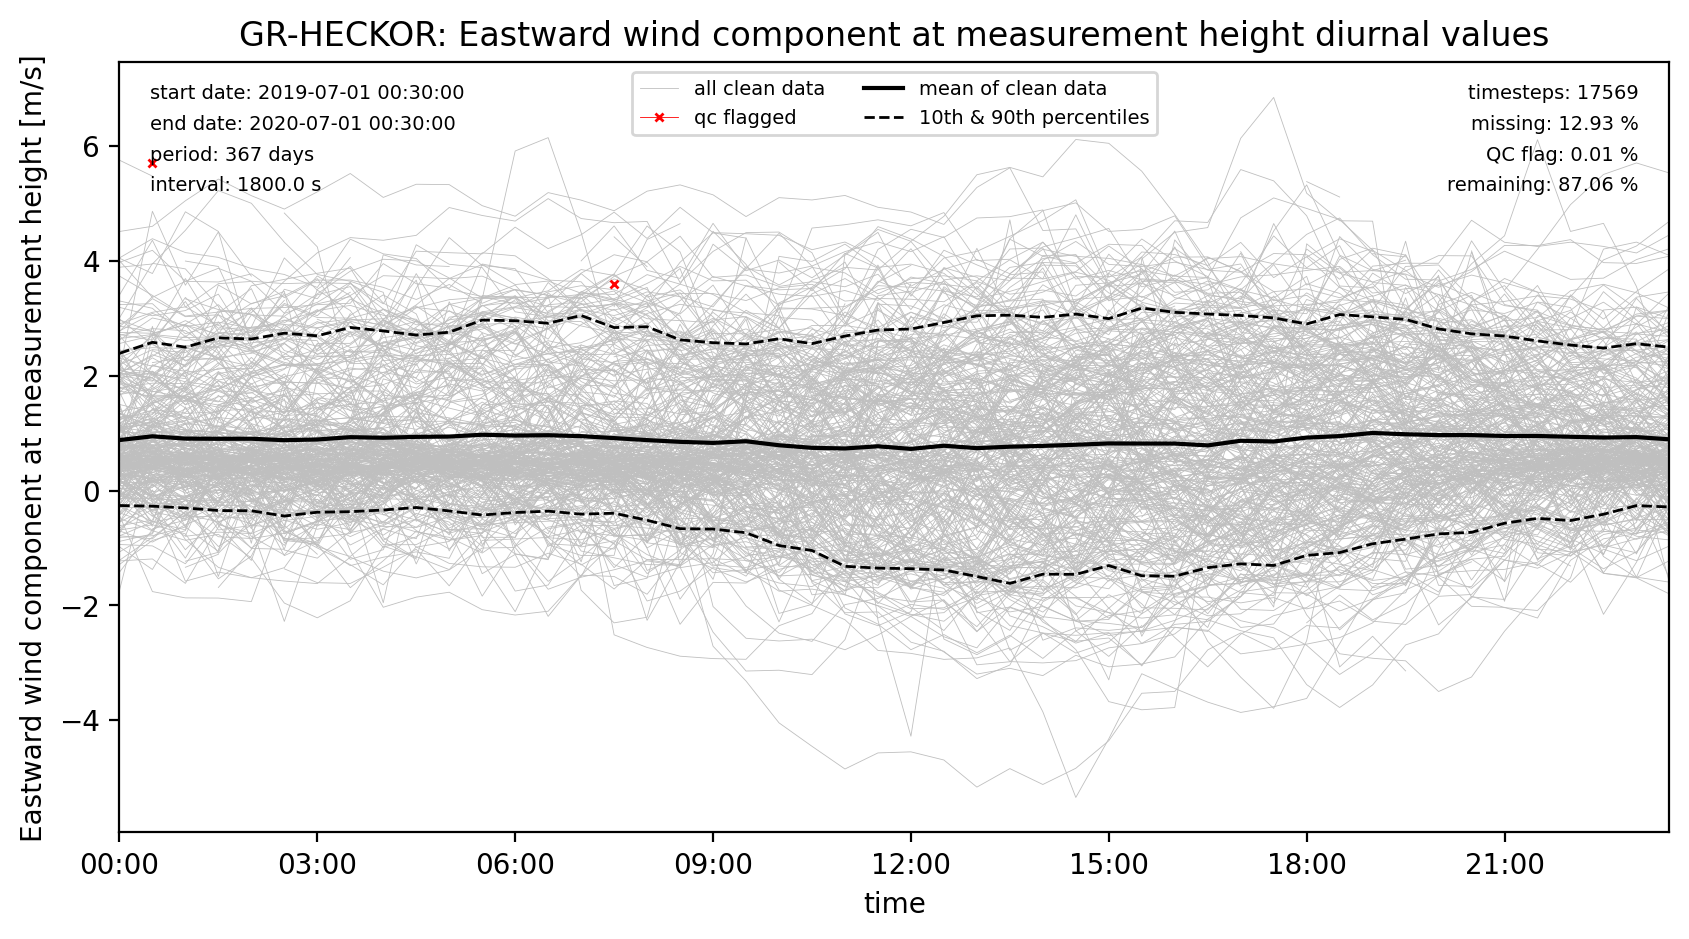 GR-HECKOR: Eastward wind component at measurement height diurnal values
start date: 2019-07-01 00:30:00
end date: 2020-07-01 00:30:00
period: 367 days
interval: 1800.0 s
all clean data
qc flagged
mean of clean data
10th & 90th percentiles
timesteps: 17569
missing: 12.93 %
QC flag: 0.01 %
remaining: 87.06 %
Eastward wind component at measurement height [m/s]
6
4
2
0
−2
−4
00:00 03:00 06:00 09:00 12:00 15:00 18:00 21:00
time